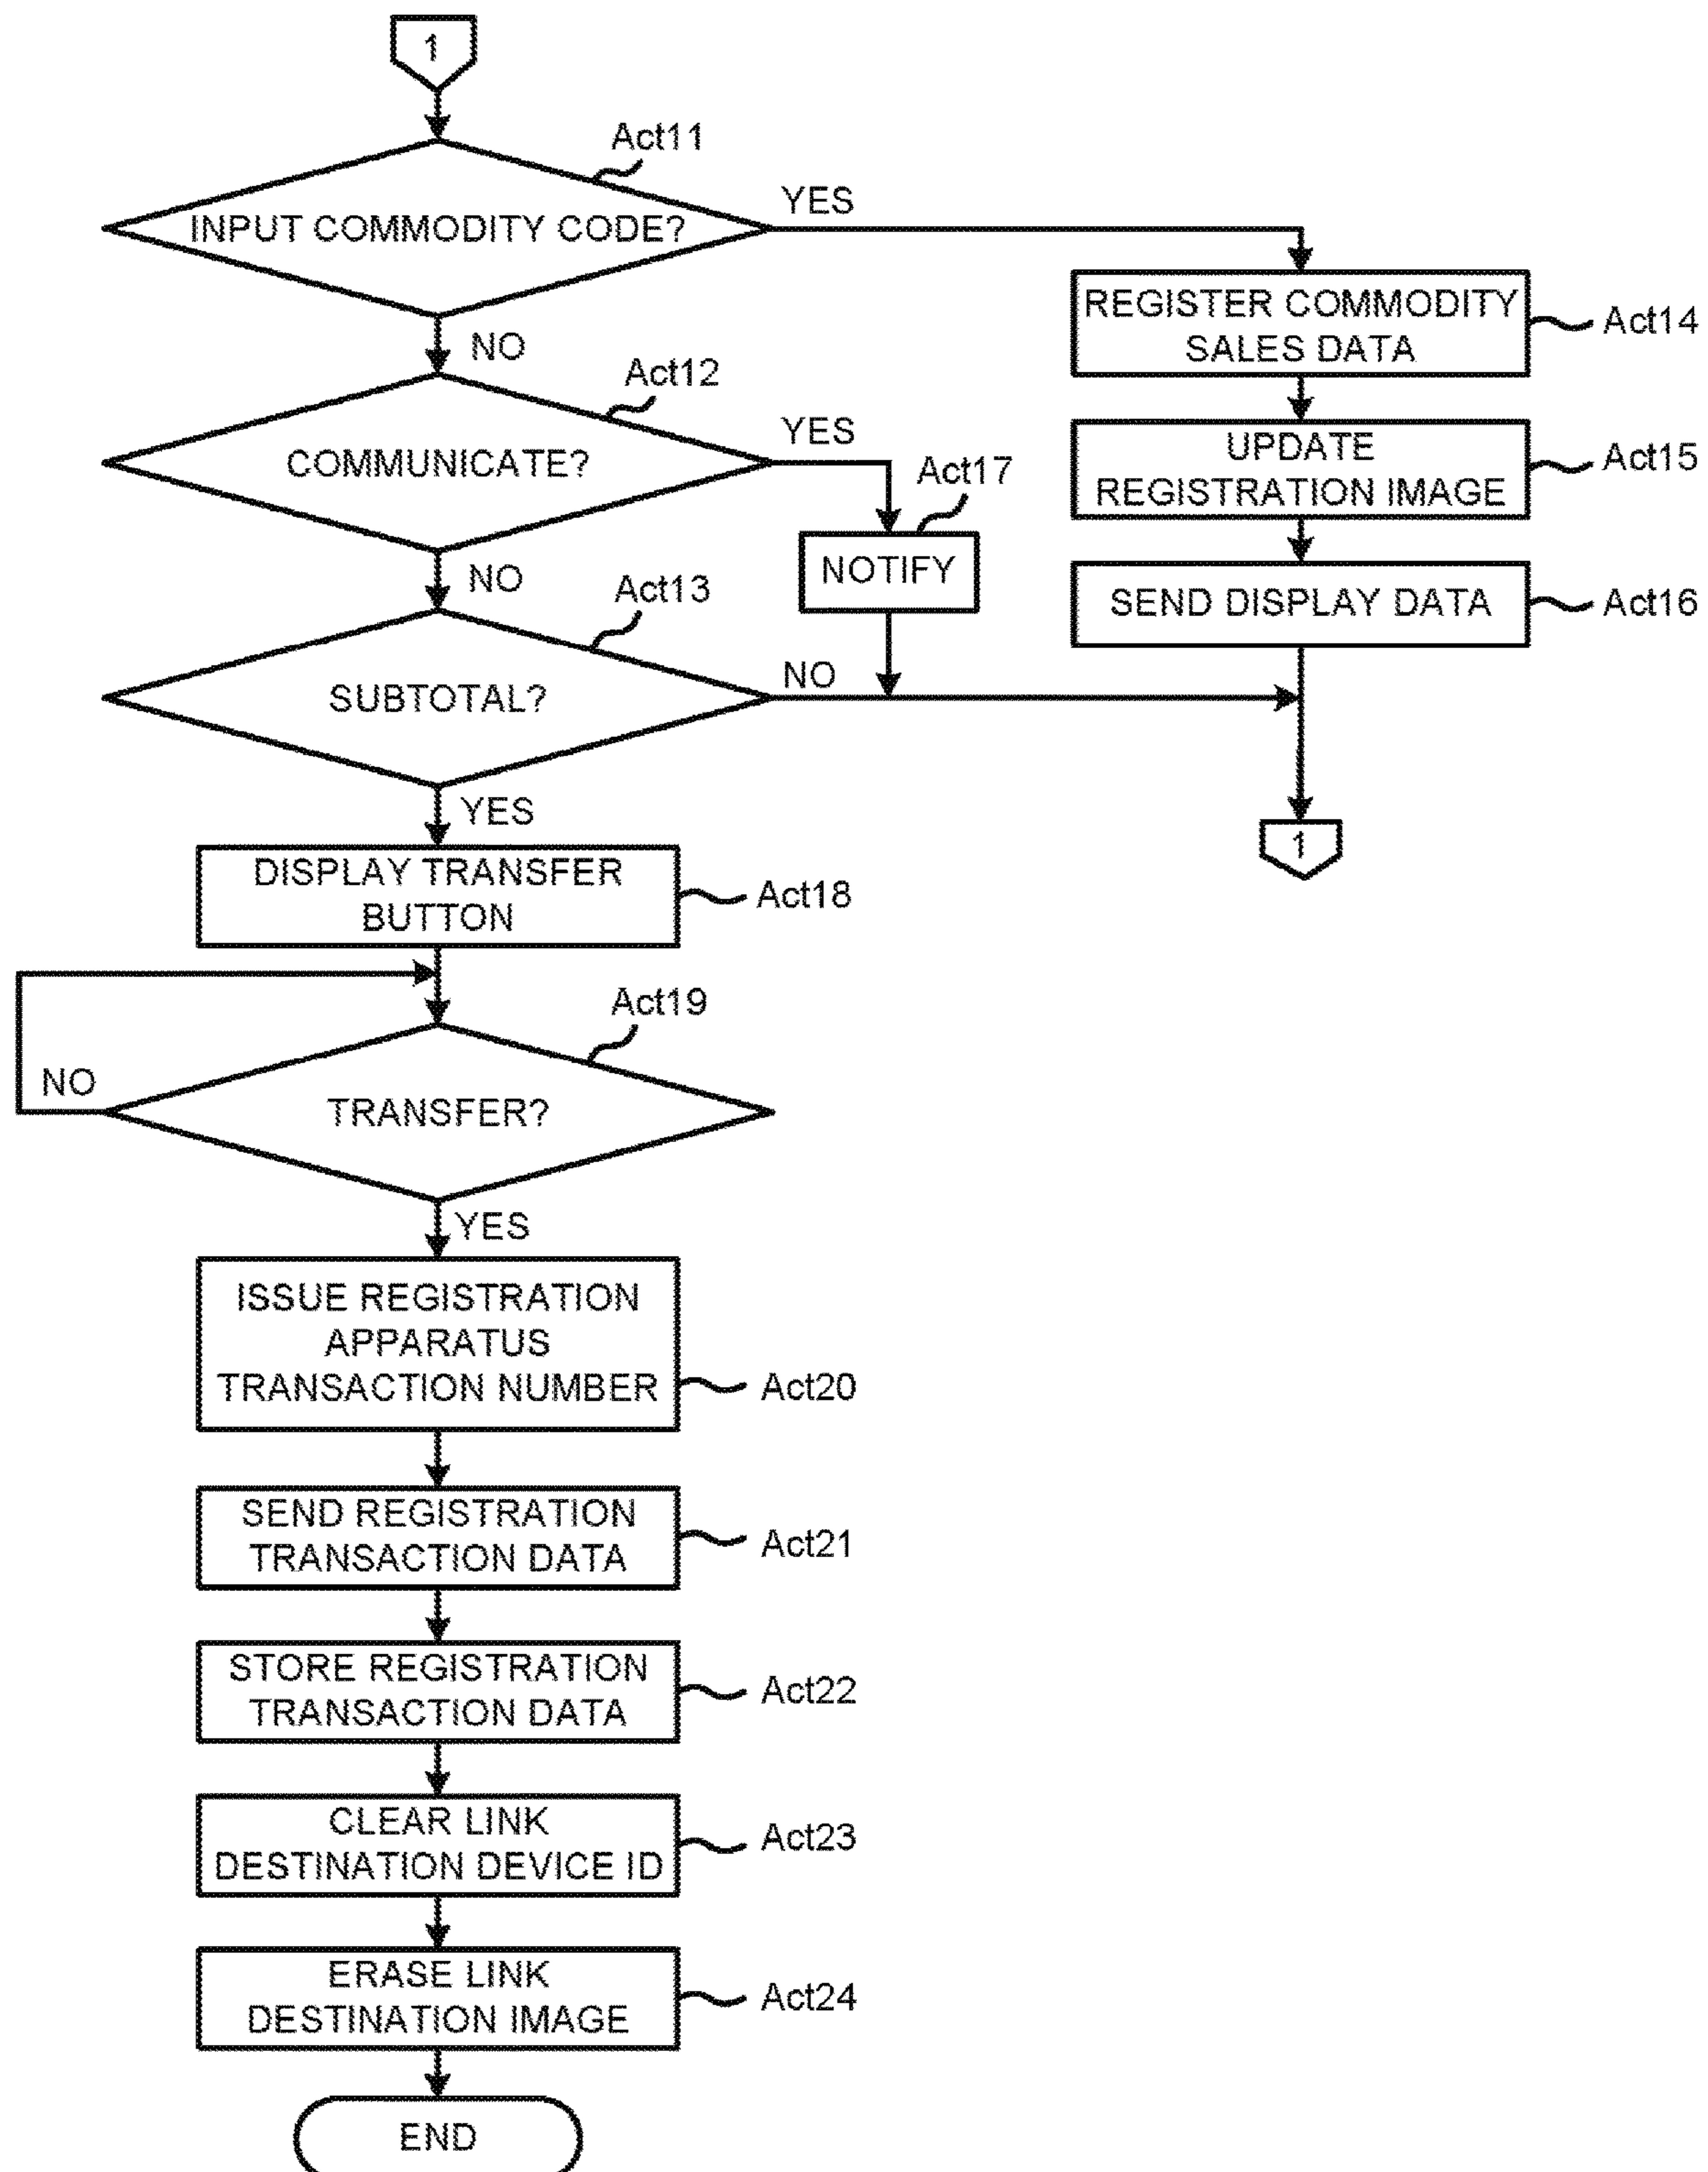 1
Act11
INPUT COMMODITY CODE?
YES
NO
REGISTER COMMODITY
SALES DATA
Act14
Act12
COMMUNICATE?
YES
NO
UPDATE
REGISTRATION IMAGE
Act15
Act17
NOTIFY
SEND DISPLAY DATA
Act16
Act13
SUBTOTAL?
NO
YES
1
DISPLAY TRANSFER
BUTTON
Act18
Act19
TRANSFER?
NO
YES
ISSUE REGISTRATION
APPARATUS
TRANSACTION NUMBER
Act20
SEND REGISTRATION
TRANSACTION DATA
Act21
STORE REGISTRATION
TRANSACTION DATA
Act22
CLEAR LINK
DESTINATION DEVICE ID
Act23
ERASE LINK
DESTINATION IMAGE
Act24
END